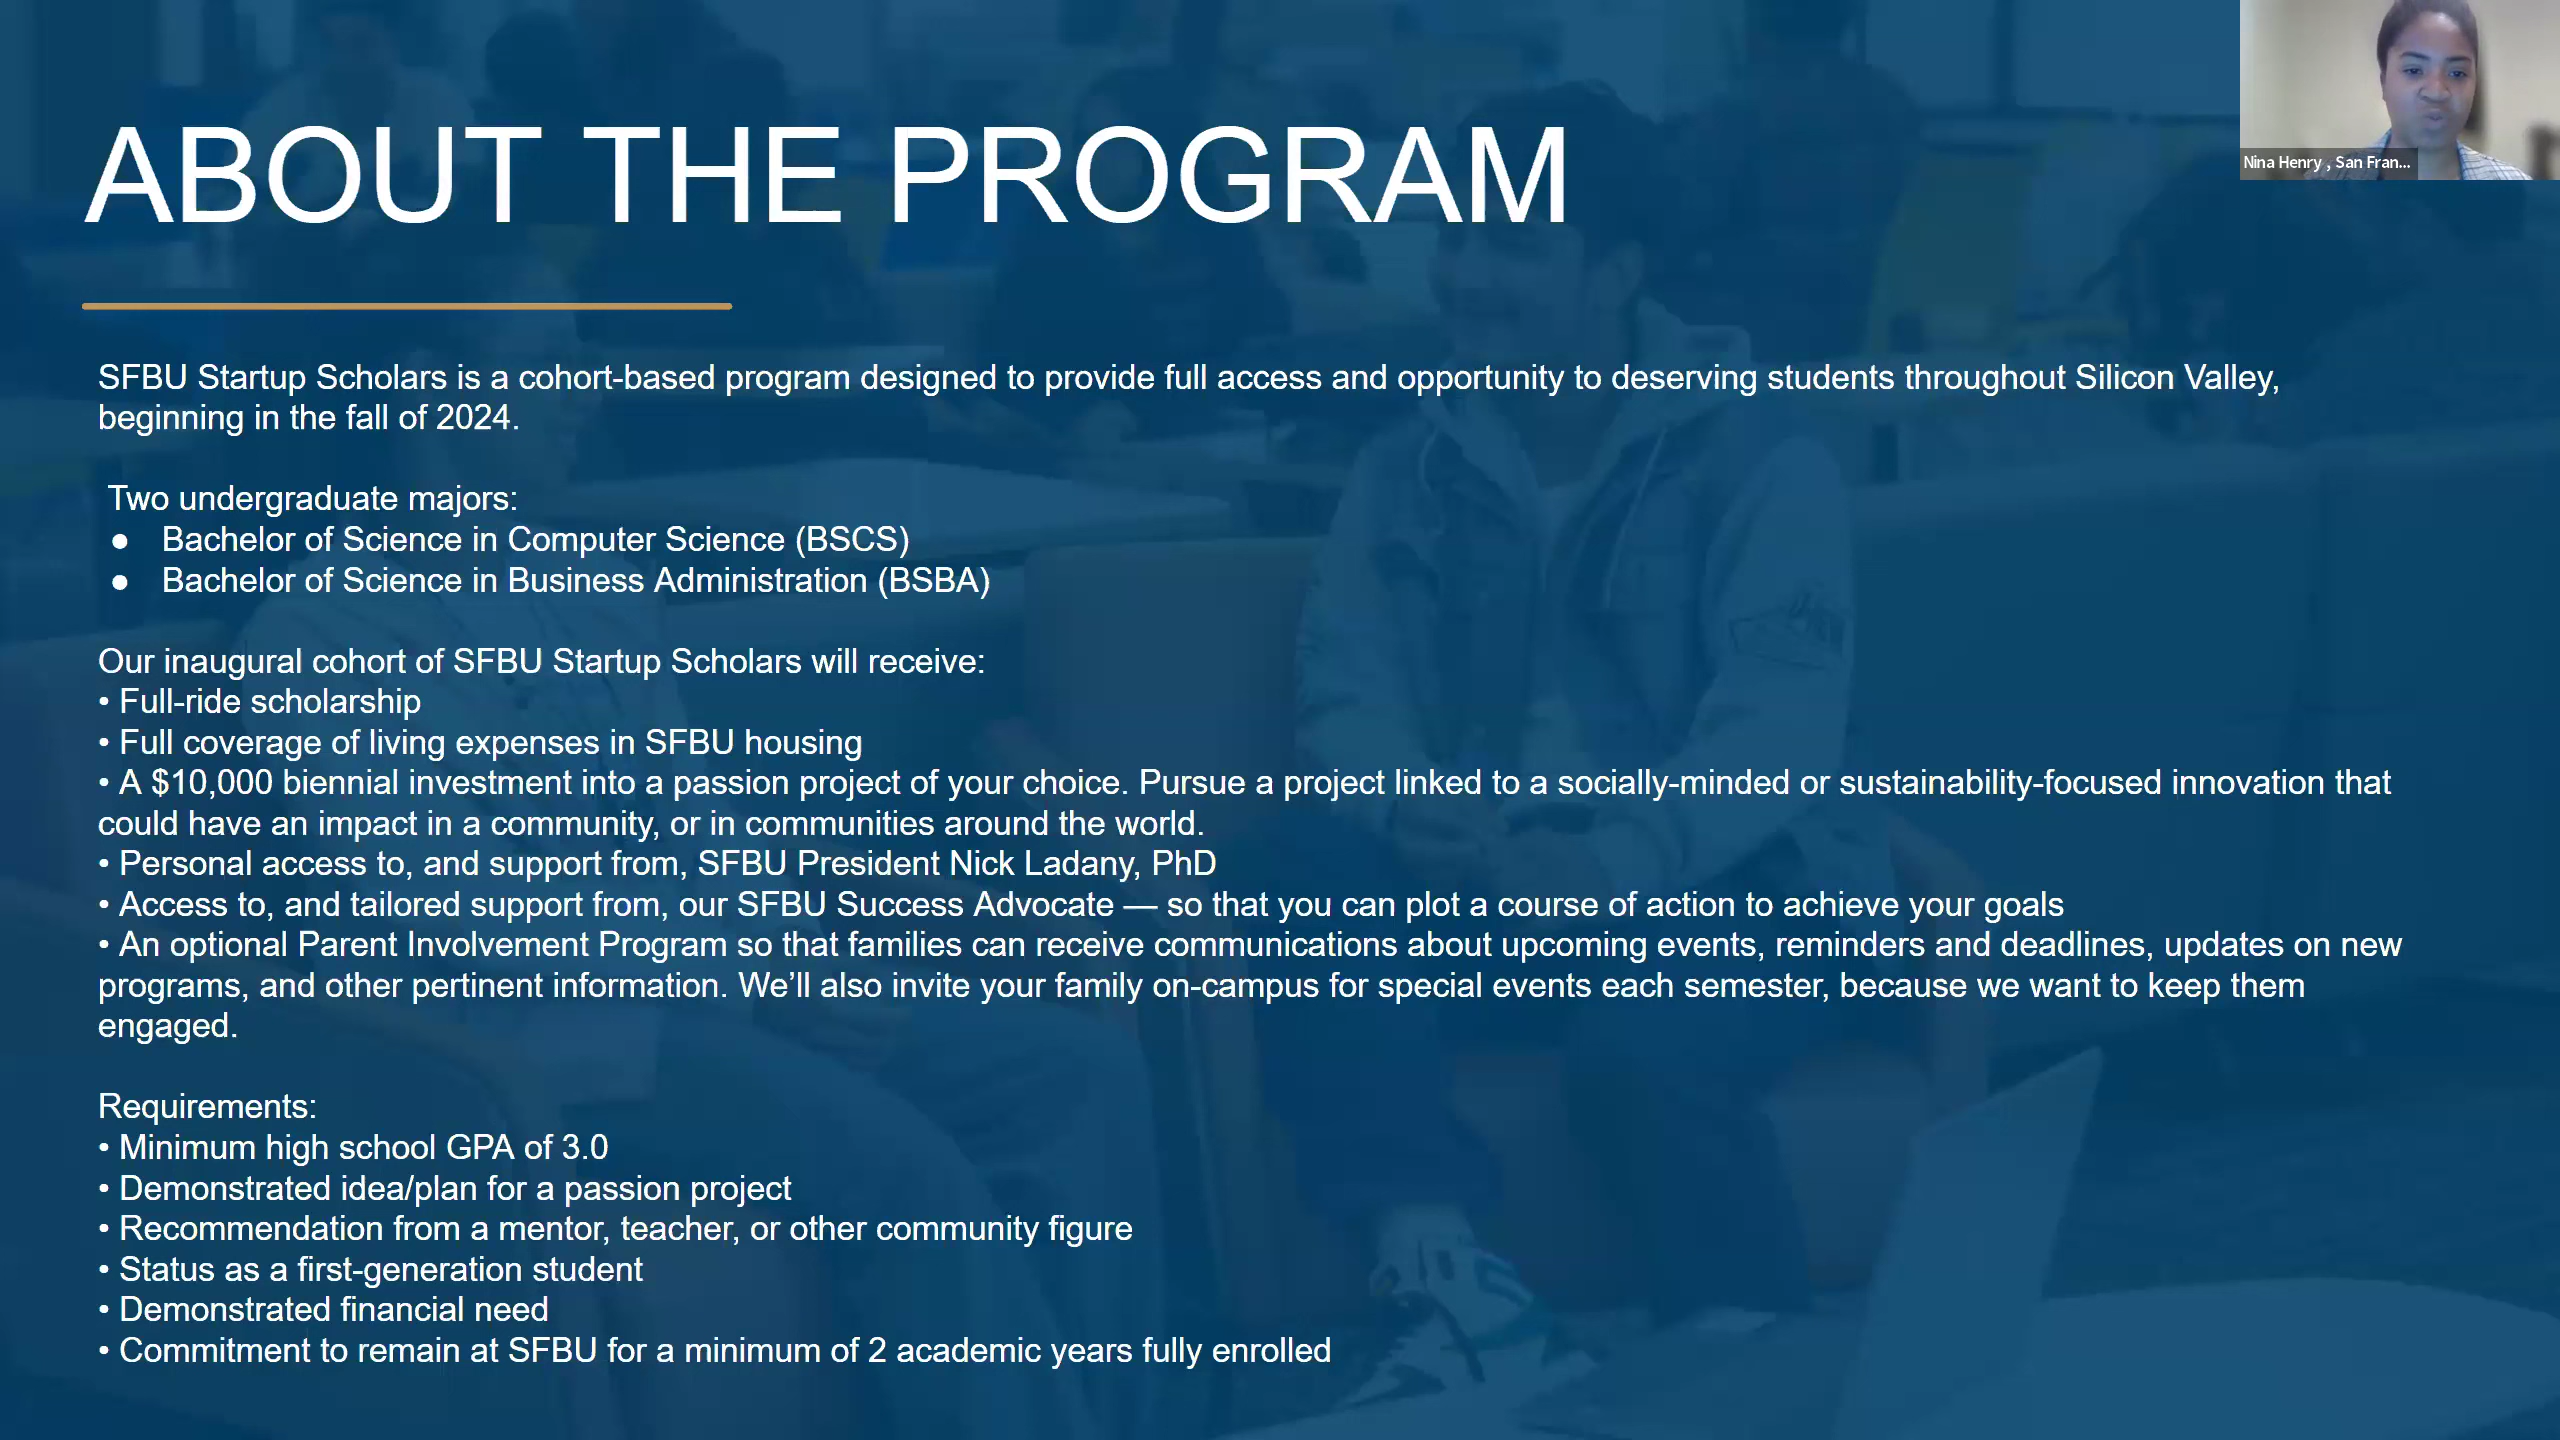 ABOUT THE PROGRAM
Nina Henry , San Fran...
SFBU Startup Scholars is a cohort-based program designed to provide full access and opportunity to deserving students throughout Silicon Valley,
beginning in the fall of 2024.
Two undergraduate majors:
● Bachelor of Science in Computer Science (BSCS)
● Bachelor of Science in Business Administration (BSBA)
Our inaugural cohort of SFBU Startup Scholars will receive:
• Full-ride scholarship
• Full coverage of living expenses in SFBU housing
• A $10,000 biennial investment into a passion project of your choice. Pursue a project linked to a socially-minded or sustainability-focused innovation that
could have an impact in a community, or in communities around the world.
• Personal access to, and support from, SFBU President Nick Ladany, PhD
• Access to, and tailored support from, our SFBU Success Advocate — so that you can plot a course of action to achieve your goals
• An optional Parent Involvement Program so that families can receive communications about upcoming events, reminders and deadlines, updates on new
programs, and other pertinent information. We’ll also invite your family on-campus for special events each semester, because we want to keep them
engaged.
Requirements:
• Minimum high school GPA of 3.0
• Demonstrated idea/plan for a passion project
• Recommendation from a mentor, teacher, or other community figure
• Status as a first-generation student
• Demonstrated financial need
• Commitment to remain at SFBU for a minimum of 2 academic years fully enrolled